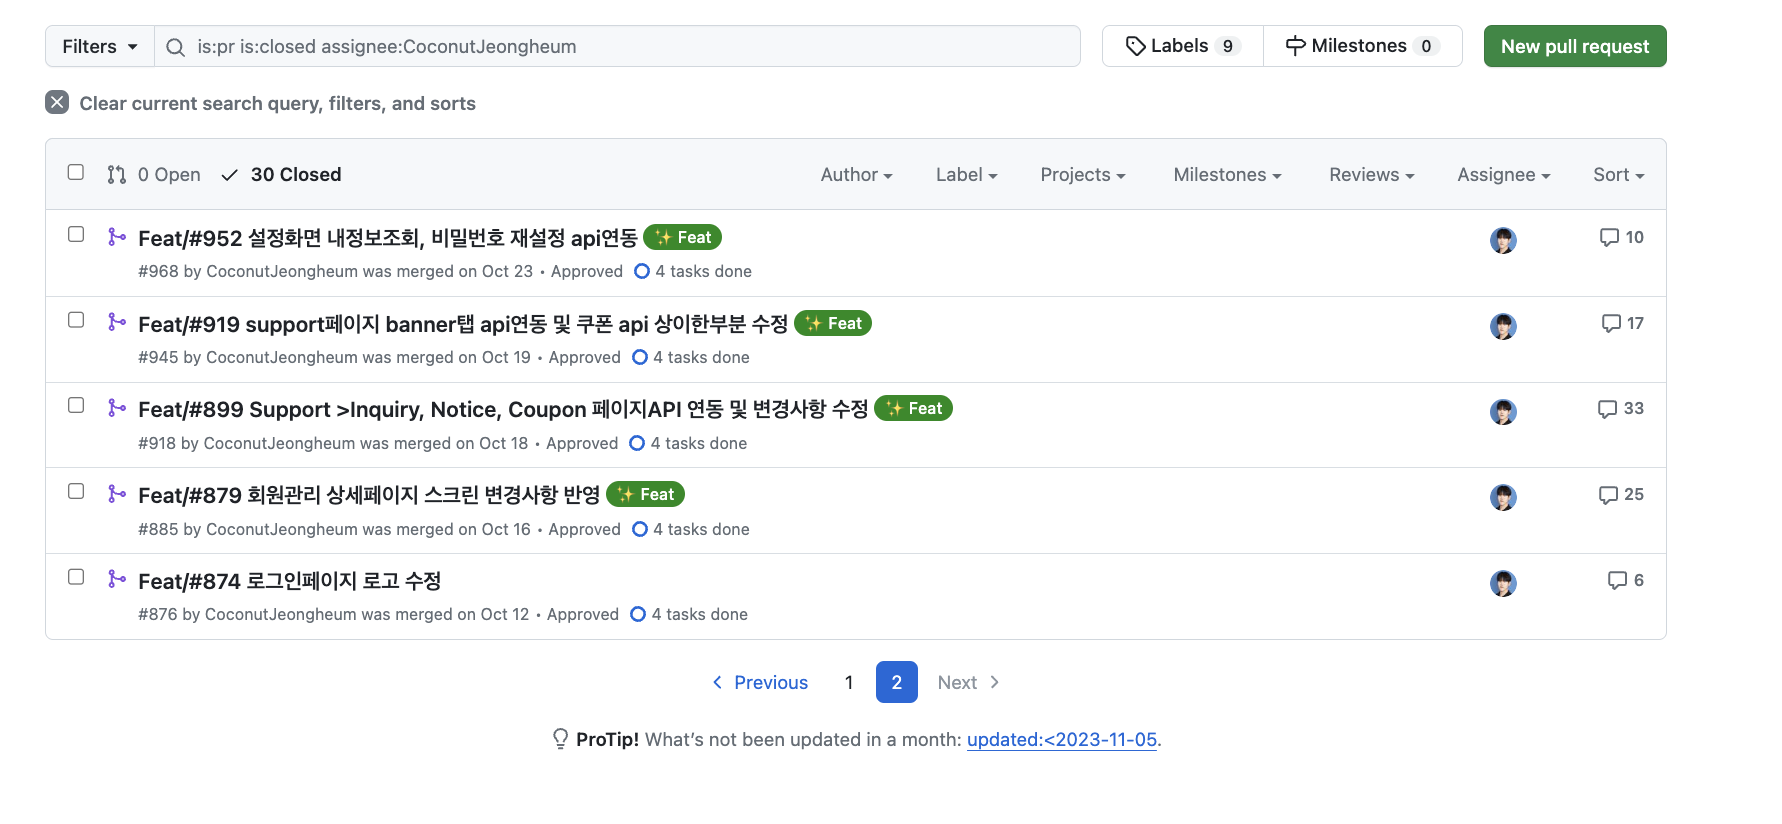 Filters is:pr is:closed assignee:CoconutJeongheum Labels 9 Milestones 0 New pull request
Clear current search query, filters, and sorts
0 Open 30 Closed Author Label Projects Milestones Reviews Assignee Sort
Feat/#952 설정화면 내정보조회, 비밀번호 재설정 api연동 ✨ Feat 10
#968 by CoconutJeongheum was merged on Oct 23 • Approved 4 tasks done
Feat/#919 support페이지 banner탭 api연동 및 쿠폰 api 상이한부분 수정 ✨ Feat 17
#945 by CoconutJeongheum was merged on Oct 19 • Approved 4 tasks done
Feat/#899 Support >Inquiry, Notice, Coupon 페이지API 연동 및 변경사항 수정 ✨ Feat 33
#918 by CoconutJeongheum was merged on Oct 18 • Approved 4 tasks done
Feat/#879 회원관리 상세페이지 스크린 변경사항 반영 ✨ Feat 25
#885 by CoconutJeongheum was merged on Oct 16 • Approved 4 tasks done
Feat/#874 로그인페이지 로고 수정 6
#876 by CoconutJeongheum was merged on Oct 12 • Approved 4 tasks done
Previous 1 2 Next
ProTip! What’s not been updated in a month: updated:<2023-11-05.